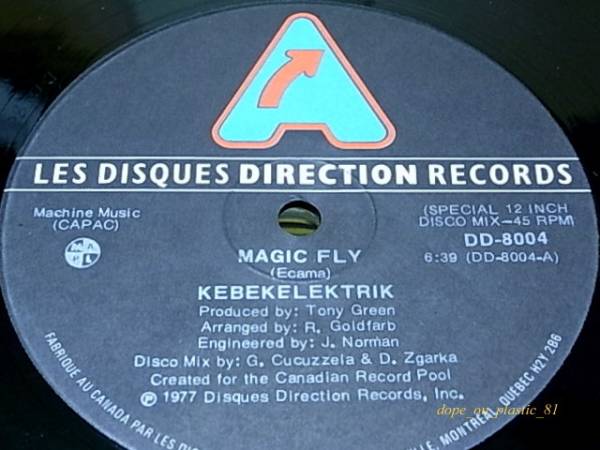 LES DISQUES DIRECTION RECORDS
Machine Music
(CAPAC)
(SPECIAL 12 INCH
DISCO MIX—45 RPM)
DD-8004
6:39 (DD-8004-A)
MAPL
MAGIC FLY
(Ecama)
KEBEKELEKTRIK
Produced by: Tony Green
Arranged by: R. Goldfarb
Engineered by: J. Norman
Disco Mix by: G. Cucuzzela & D. Zgarka
Created for the Canadian Record Pool
℗ 1977 Disques Direction Records, Inc.
FABRIQUE AU CANADA PAR LES MONTREAL, QUEBEC H2Y 2B6
dope_on_plastic_81